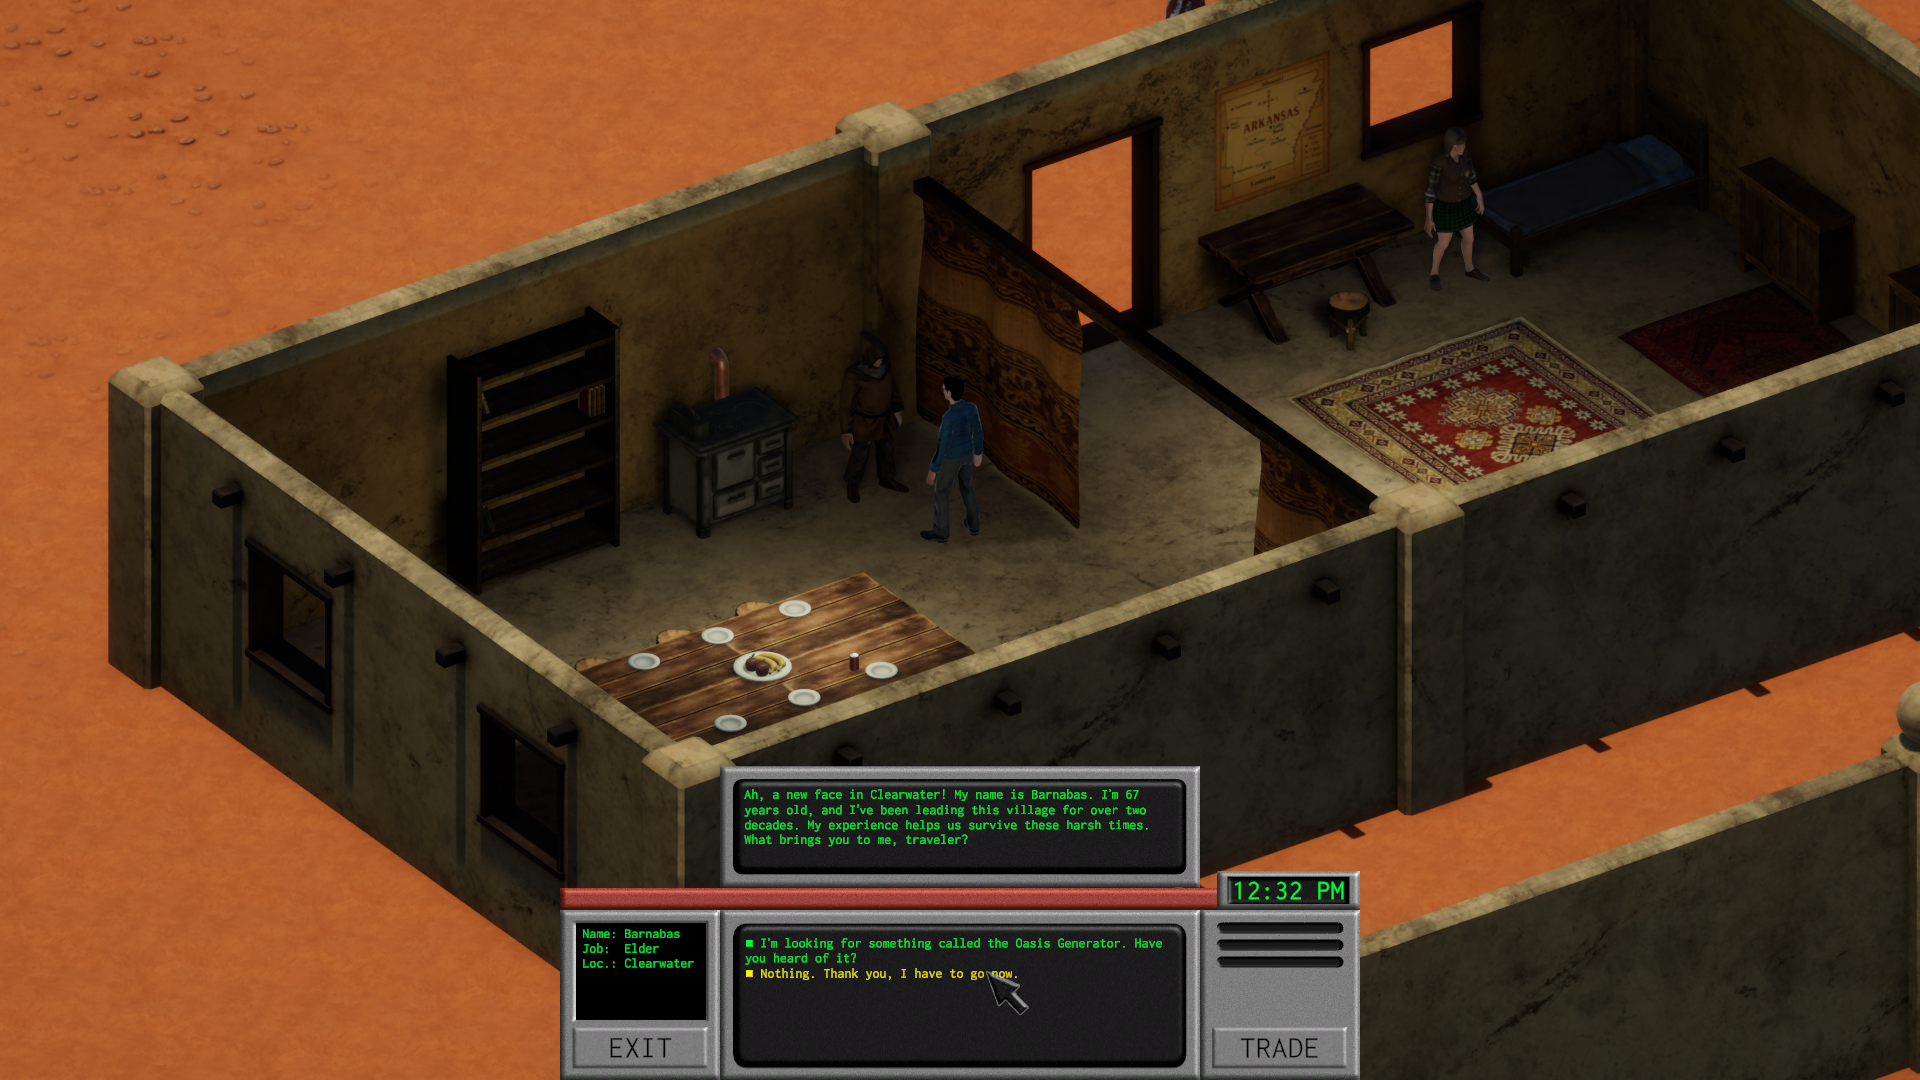 ARKANSAS
Ah, a new face in Clearwater! My name is Barnabas. I'm 67
years old, and I've been leading this village for over two
decades. My experience helps us survive these harsh times.
What brings you to me, traveler?
12:32 PM
Name: Barnabas
Job: Elder
Loc.: Clearwater
■ I'm looking for something called the Oasis Generator. Have
you heard of it?
■ Nothing. Thank you, I have to go now.
EXIT
TRADE